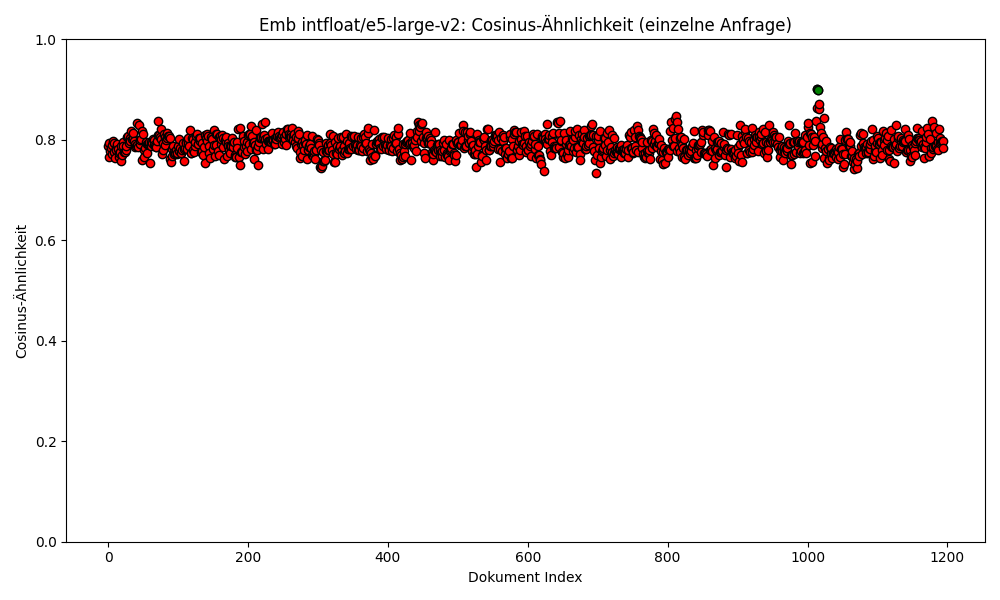 Emb intfloat/e5-large-v2: Cosinus-Ähnlichkeit (einzelne Anfrage)
1.0
0.8
0.6
0.4
0.2
0.0
Cosinus-Ähnlichkeit
0 200 400 600 800 1000 1200
Dokument Index